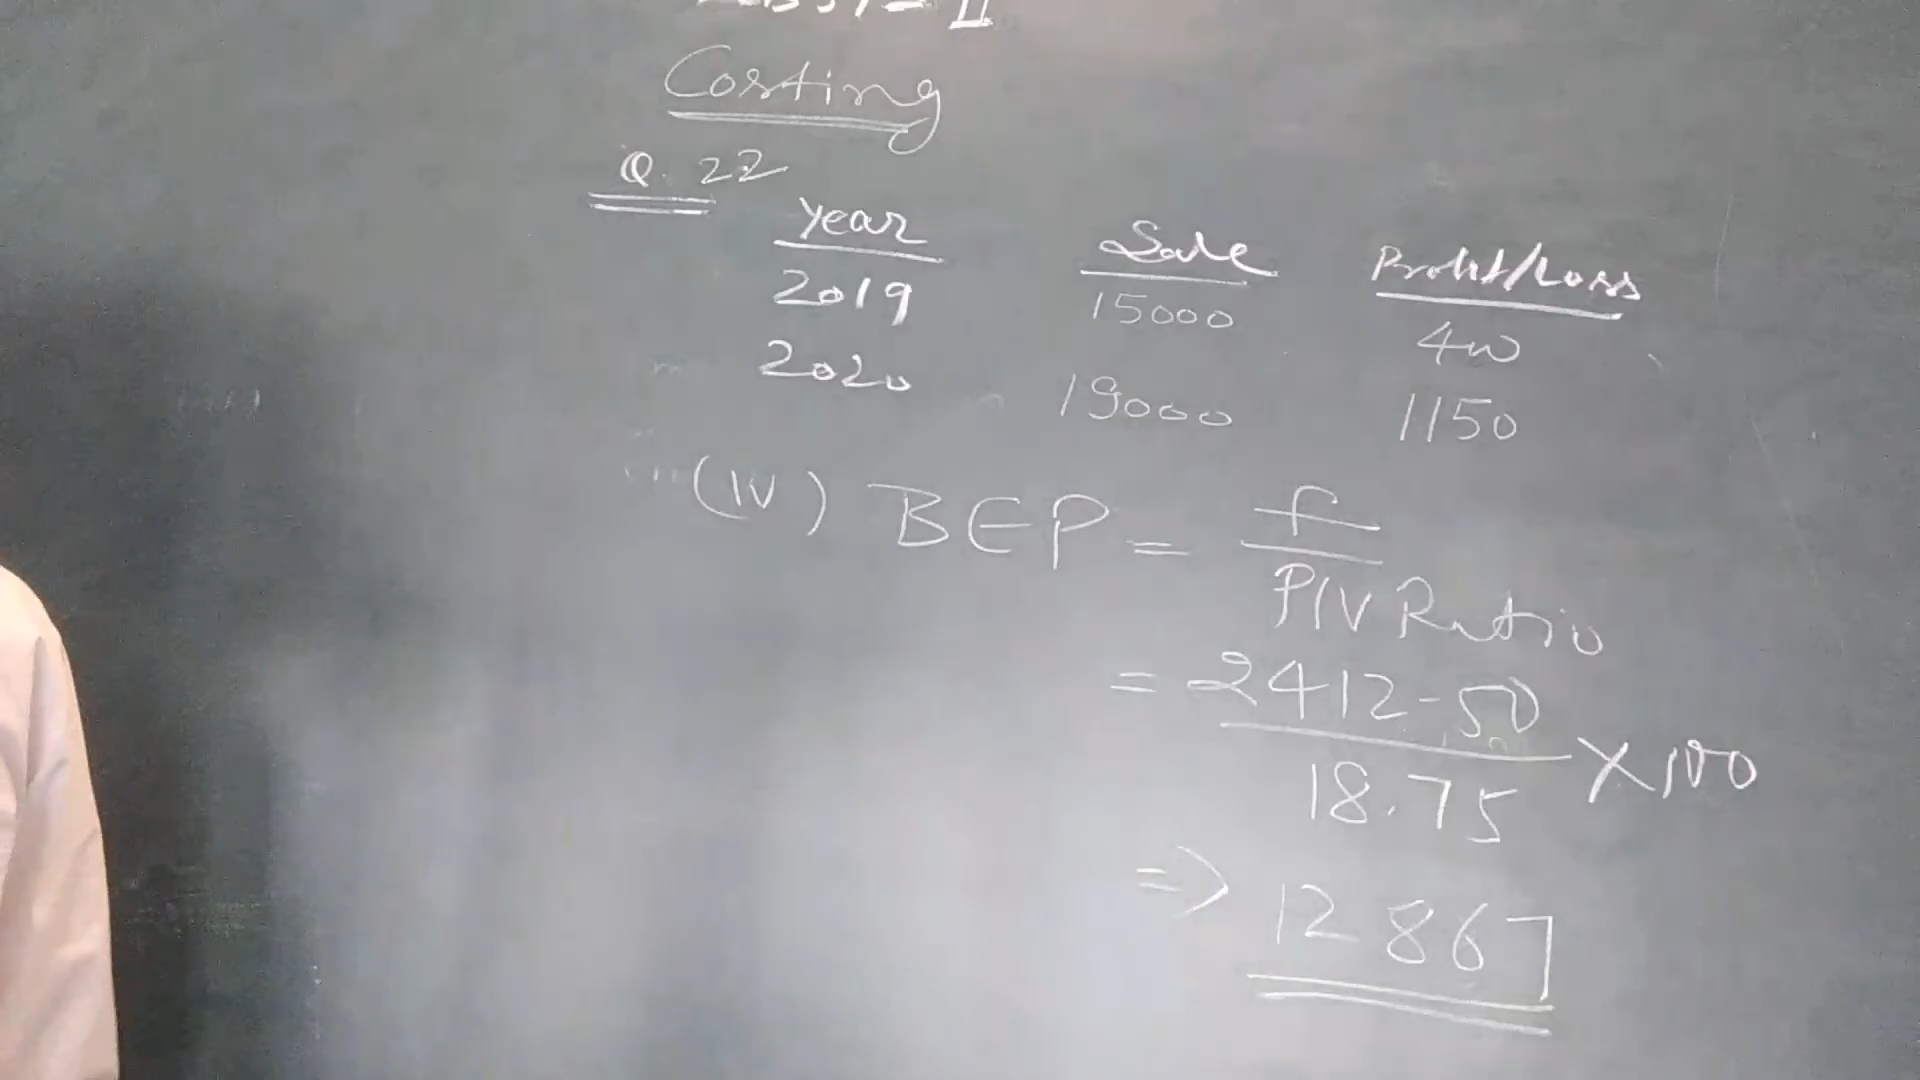 II
Costing
Q. 22
Year Sale Profit/Loss
2019 15000 400
2020 19000 1150
(IV) BEP = f
P/V Ratio
= 2412-50
18.75 X 100
=> 12867